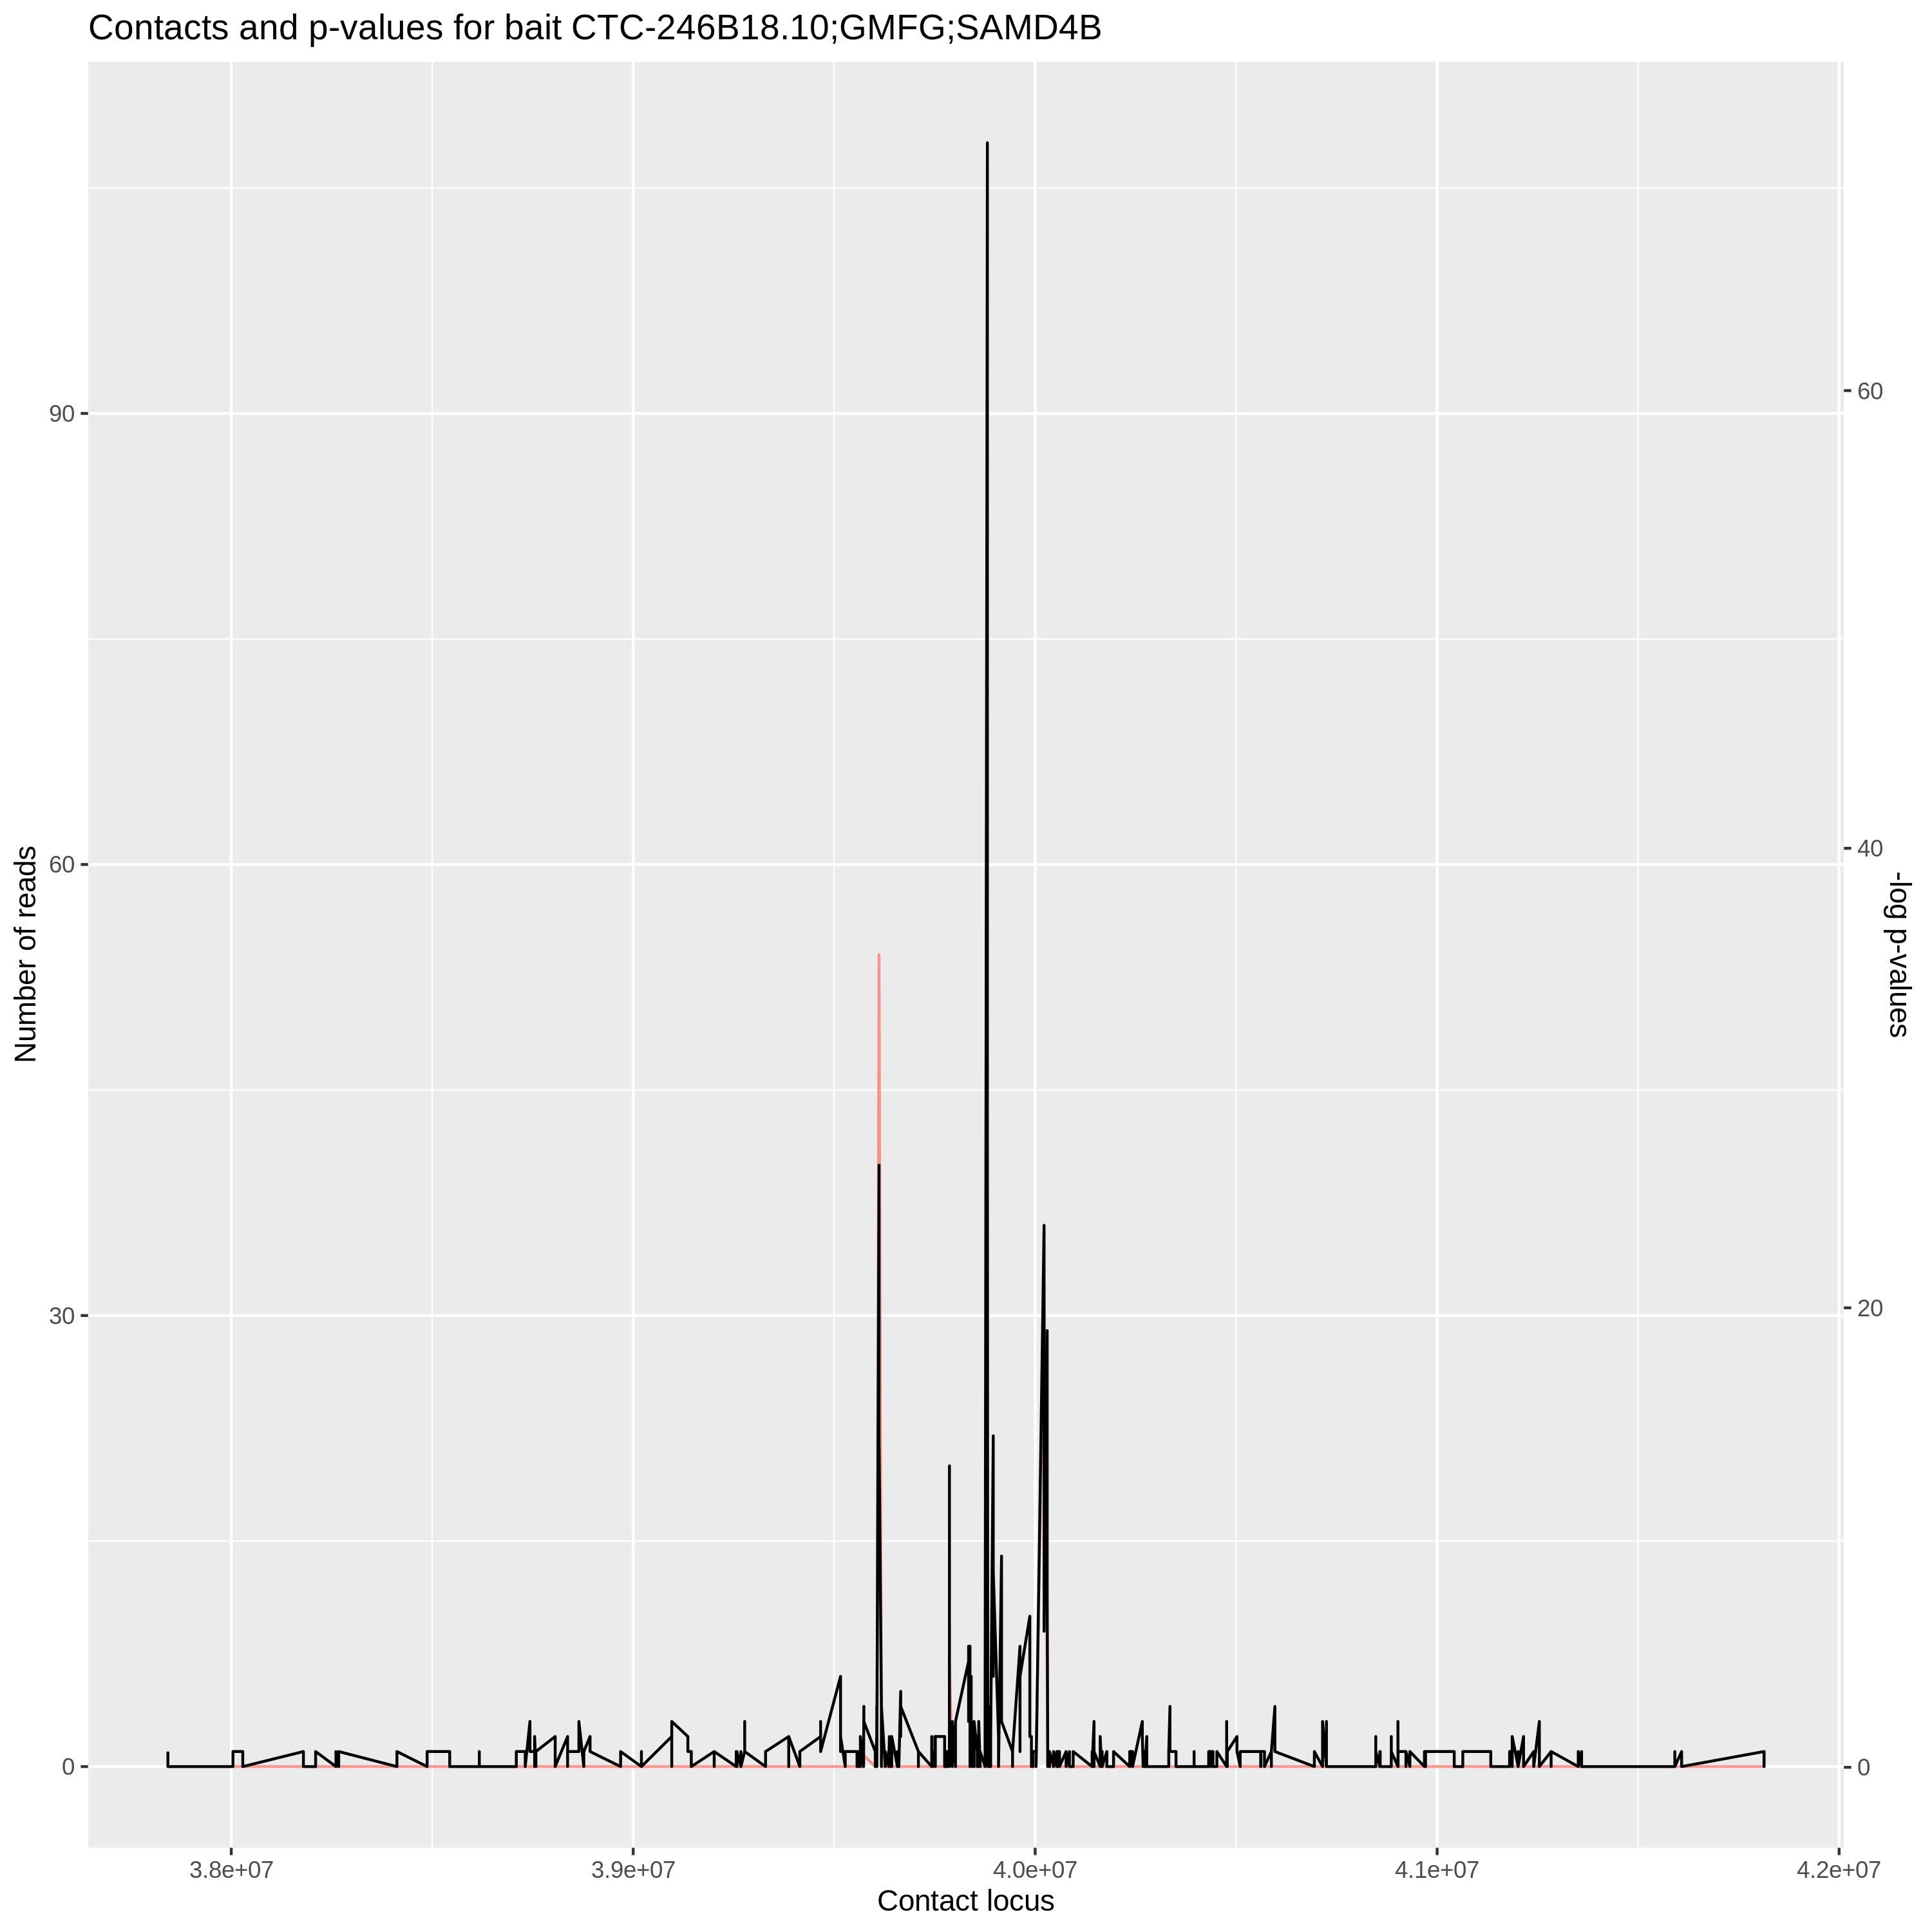 Contacts and p-values for bait CTC-246B18.10;GMFG;SAMD4B
90
60
30
0
Number of reads
60
40
20
0
-log p-values
3.8e+07
3.9e+07
4.0e+07
4.1e+07
4.2e+07
Contact locus